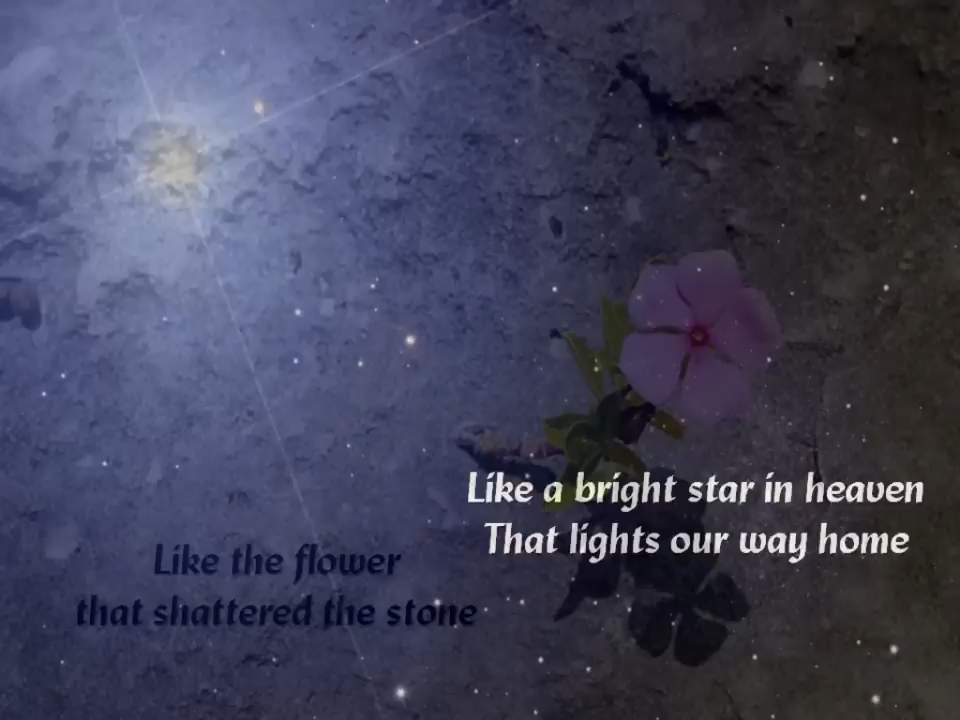 Like a bright star in heaven
That lights our way home
Like the flower
that shattered the stone